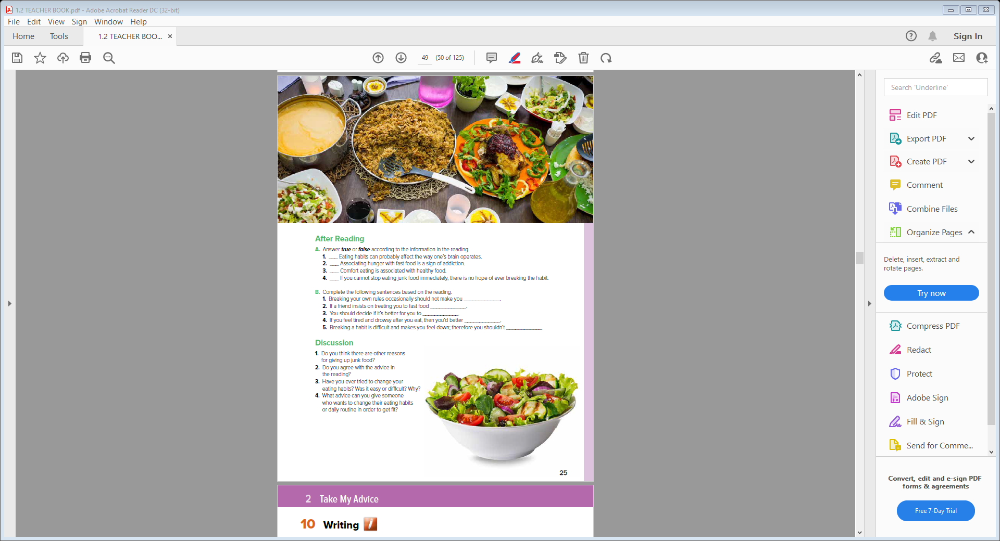 1.2 TEACHER BOOK.pdf - Adobe Acrobat Reader DC (32-bit)
File Edit View Sign Window Help
Home Tools 1.2 TEACHER BOO... × Sign In
49 (50 of 125)
After Reading
A. Answer true or false according to the information in the reading.
1. ___ Eating habits can probably affect the way one's brain operates.
2. ___ Associating hunger with fast food is a sign of addiction.
3. ___ Comfort eating is associated with healthy food.
4. ___ If you cannot stop eating junk food immediately, there is no hope of ever breaking the habit.
B. Complete the following sentences based on the reading.
1. Breaking your own rules occasionally should not make you ____________.
2. If a friend insists on treating you to fast food ____________.
3. You should decide if it's better for you to ____________.
4. If you feel tired and drowsy after you eat, then you'd better ____________.
5. Breaking a habit is difficult and makes you feel down; therefore you shouldn't ____________.
Discussion
1. Do you think there are other reasons
for giving up junk food?
2. Do you agree with the advice in
the reading?
3. Have you ever tried to change your
eating habits? Was it easy or difficult? Why?
4. What advice can you give someone
who wants to change their eating habits
or daily routine in order to get fit?
25
2 Take My Advice
10 Writing
Search 'Underline'
Edit PDF
Export PDF
Create PDF
Comment
Combine Files
Organize Pages
Delete, insert, extract and
rotate pages.
Try now
Compress PDF
Redact
Protect
Adobe Sign
Fill & Sign
Send for Comme...
Convert, edit and e-sign PDF
forms & agreements
Free 7-Day Trial